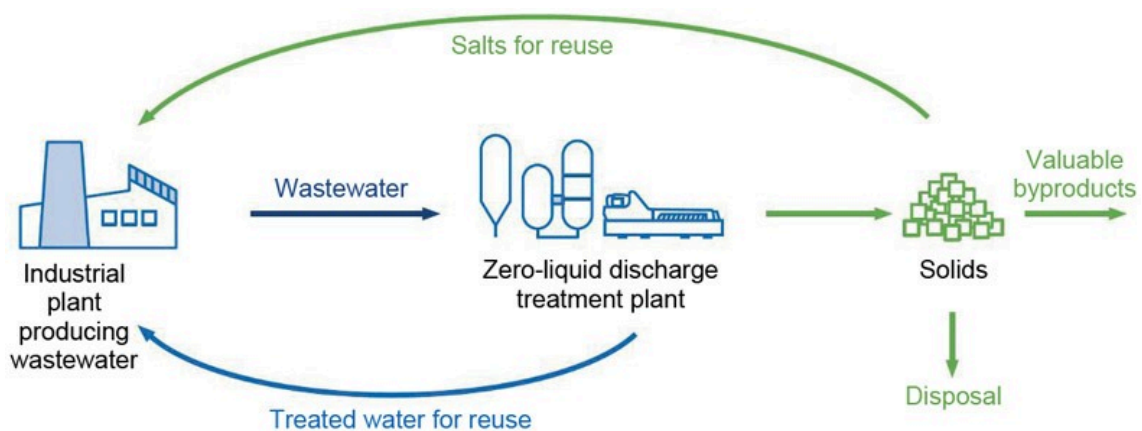 Salts for reuse
Wastewater
Valuable
byproducts
Industrial
plant
producing
wastewater
Zero-liquid discharge
treatment plant
Solids
Treated water for reuse
Disposal